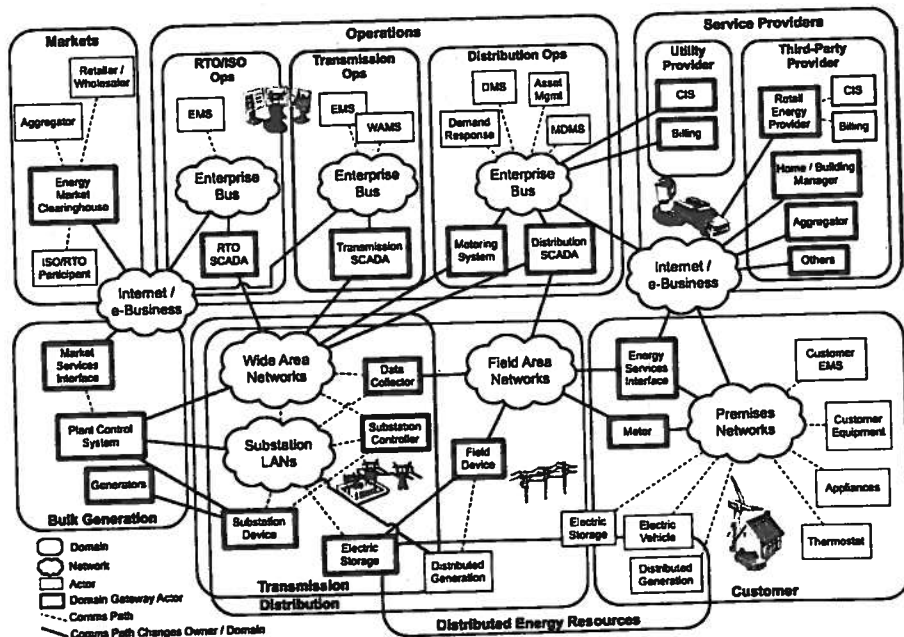 Markets
Operations
Service Providers
Retailer /
Wholesaler
Aggregator
Energy
Market
Clearinghouse
ISO/RTO
Participant
RTO/ISO
Ops
EMS
Enterprise
Bus
RTO
SCADA
Transmission
Ops
EMS
WAMS
Enterprise
Bus
Transmission
SCADA
Distribution Ops
DMS
Asset
Mgmt
Demand
Response
MDMS
Enterprise
Bus
Metering
System
Distribution
SCADA
Utility
Provider
CIS
Billing
Third-Party
Provider
Retail
Energy
Provider
CIS
Billing
Home / Building
Manager
Aggregator
Others
Internet /
e-Business
Internet /
e-Business
Market
Services
Interface
Plant Control
System
Generators
Bulk Generation
Wide Area
Networks
Data
Collector
Substation
LANs
Substation
Controller
Substation
Device
Electric
Storage
Transmission
Distribution
Field Area
Networks
Field
Device
Distributed
Generation
Energy
Services
Interface
Meter
Premises
Networks
Customer
EMS
Customer
Equipment
Appliances
Thermostat
Electric
Storage
Electric
Vehicle
Distributed
Generation
Customer
Distributed Energy Resources
Domain
Network
Actor
Domain Gateway Actor
Comms Path
Comms Path Changes Owner / Domain